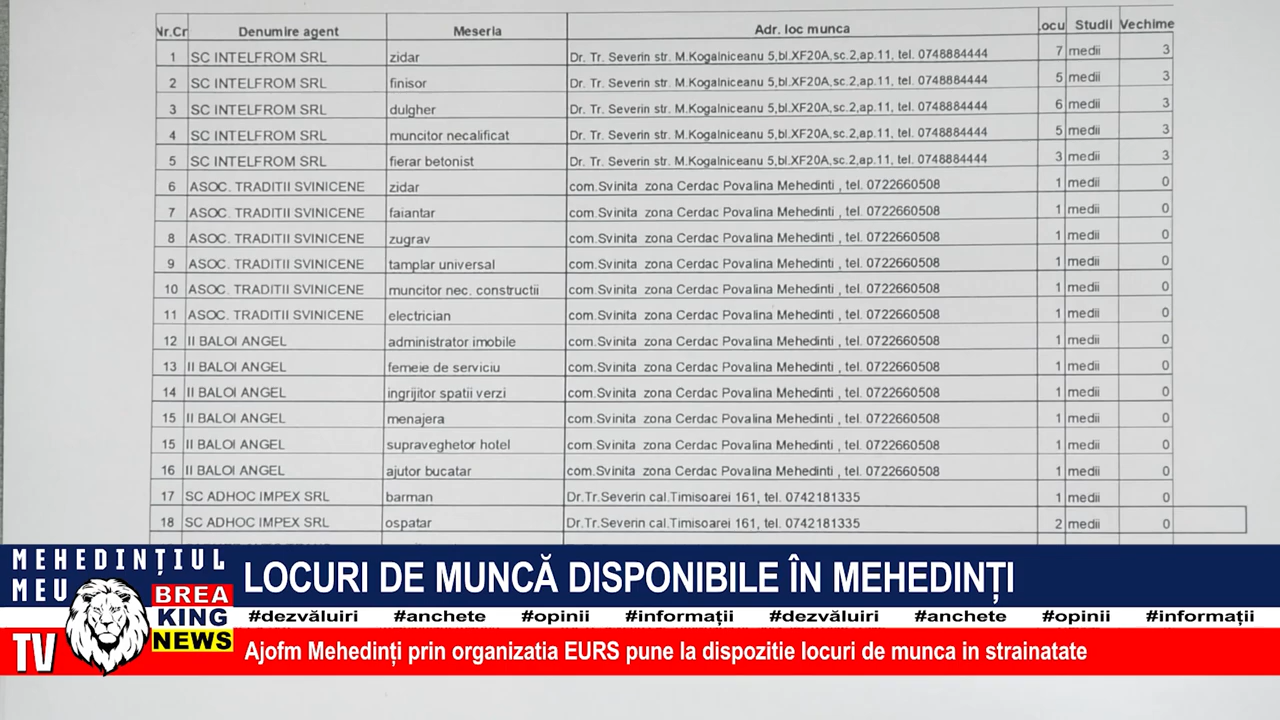 Nr.Cr Denumire agent Meseria Adr. loc munca Locu Studii Vechime
1 SC INTELFROM SRL zidar Dr. Tr. Severin str. M.Kogalniceanu 5,bl.XF20A,sc.2,ap.11, tel. 0748884444 7 medii 3
2 SC INTELFROM SRL finisor Dr. Tr. Severin str. M.Kogalniceanu 5,bl.XF20A,sc.2,ap.11, tel. 0748884444 5 medii 3
3 SC INTELFROM SRL dulgher Dr. Tr. Severin str. M.Kogalniceanu 5,bl.XF20A,sc.2,ap.11, tel. 0748884444 6 medii 3
4 SC INTELFROM SRL muncitor necalificat Dr. Tr. Severin str. M.Kogalniceanu 5,bl.XF20A,sc.2,ap.11, tel. 0748884444 5 medii 3
5 SC INTELFROM SRL fierar betonist Dr. Tr. Severin str. M.Kogalniceanu 5,bl.XF20A,sc.2,ap.11, tel. 0748884444 3 medii 3
6 ASOC. TRADITII SVINICENE zidar com.Svinita zona Cerdac Povalina Mehedinti , tel. 0722660508 1 medii 0
7 ASOC. TRADITII SVINICENE faiantar com.Svinita zona Cerdac Povalina Mehedinti , tel. 0722660508 1 medii 0
8 ASOC. TRADITII SVINICENE zugrav com.Svinita zona Cerdac Povalina Mehedinti , tel. 0722660508 1 medii 0
9 ASOC. TRADITII SVINICENE tamplar universal com.Svinita zona Cerdac Povalina Mehedinti , tel. 0722660508 1 medii 0
10 ASOC. TRADITII SVINICENE muncitor nec. constructii com.Svinita zona Cerdac Povalina Mehedinti , tel. 0722660508 1 medii 0
11 ASOC. TRADITII SVINICENE electrician com.Svinita zona Cerdac Povalina Mehedinti , tel. 0722660508 1 medii 0
12 II BALOI ANGEL administrator imobile com.Svinita zona Cerdac Povalina Mehedinti , tel. 0722660508 1 medii 0
13 II BALOI ANGEL femeie de serviciu com.Svinita zona Cerdac Povalina Mehedinti , tel. 0722660508 1 medii 0
14 II BALOI ANGEL ingrijitor spatii verzi com.Svinita zona Cerdac Povalina Mehedinti , tel. 0722660508 1 medii 0
15 II BALOI ANGEL menajera com.Svinita zona Cerdac Povalina Mehedinti , tel. 0722660508 1 medii 0
15 II BALOI ANGEL supraveghetor hotel com.Svinita zona Cerdac Povalina Mehedinti , tel. 0722660508 1 medii 0
16 II BALOI ANGEL ajutor bucatar com.Svinita zona Cerdac Povalina Mehedinti , tel. 0722660508 1 medii 0
17 SC ADHOC IMPEX SRL barman Dr.Tr.Severin cal.Timisoarei 161, tel. 0742181335 1 medii 0
18 SC ADHOC IMPEX SRL ospatar Dr.Tr.Severin cal.Timisoarei 161, tel. 0742181335 2 medii 0
MEHEDINȚIUL
MEU
TV
BREA
KING
NEWS
LOCURI DE MUNCĂ DISPONIBILE ÎN MEHEDINȚI
#dezvăluiri #anchete #opinii #informații #dezvăluiri #anchete #opinii #informații
Ajofm Mehedinți prin organizatia EURS pune la dispozitie locuri de munca in strainatate